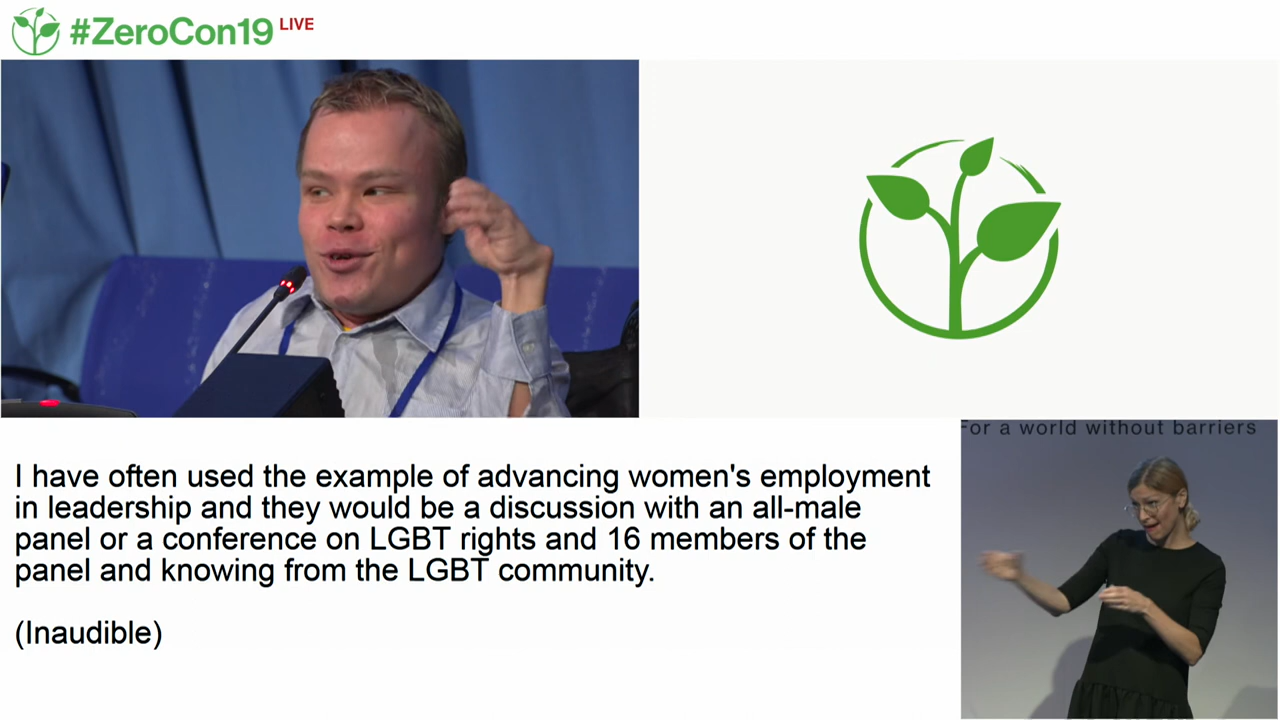 #ZeroCon19 LIVE
I have often used the example of advancing women's employment
in leadership and they would be a discussion with an all-male
panel or a conference on LGBT rights and 16 members of the
panel and knowing from the LGBT community.
(Inaudible)
For a world without barriers